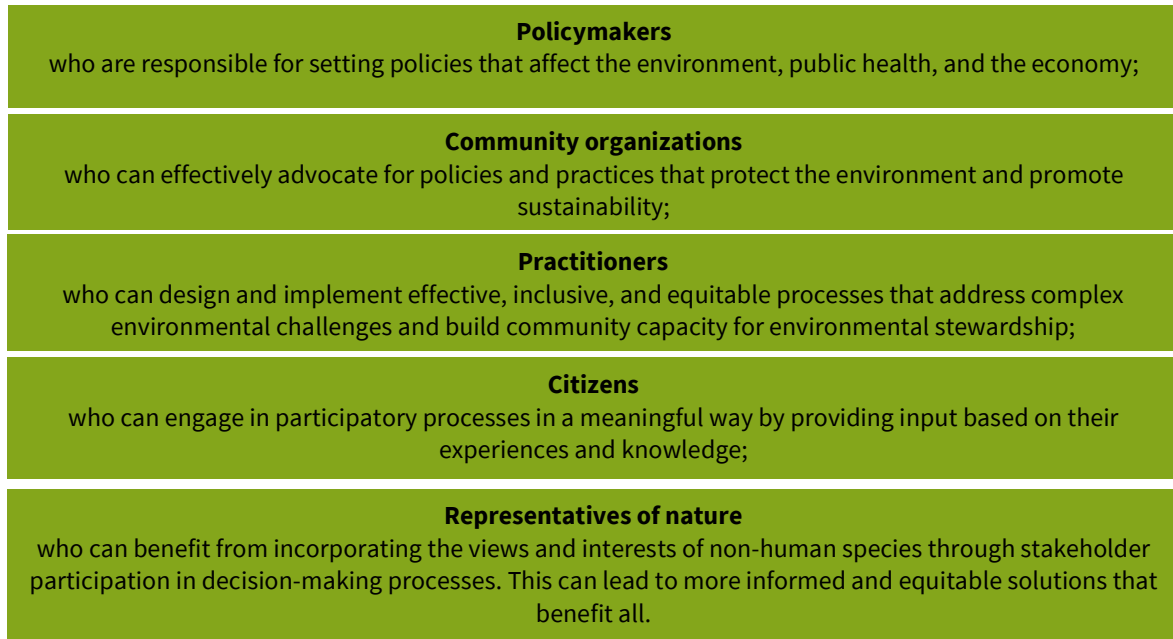 Policymakers
who are responsible for setting policies that affect the environment, public health, and the economy;
Community organizations
who can effectively advocate for policies and practices that protect the environment and promote
sustainability;
Practitioners
who can design and implement effective, inclusive, and equitable processes that address complex
environmental challenges and build community capacity for environmental stewardship;
Citizens
who can engage in participatory processes in a meaningful way by providing input based on their
experiences and knowledge;
Representatives of nature
who can benefit from incorporating the views and interests of non-human species through stakeholder
participation in decision-making processes. This can lead to more informed and equitable solutions that
benefit all.